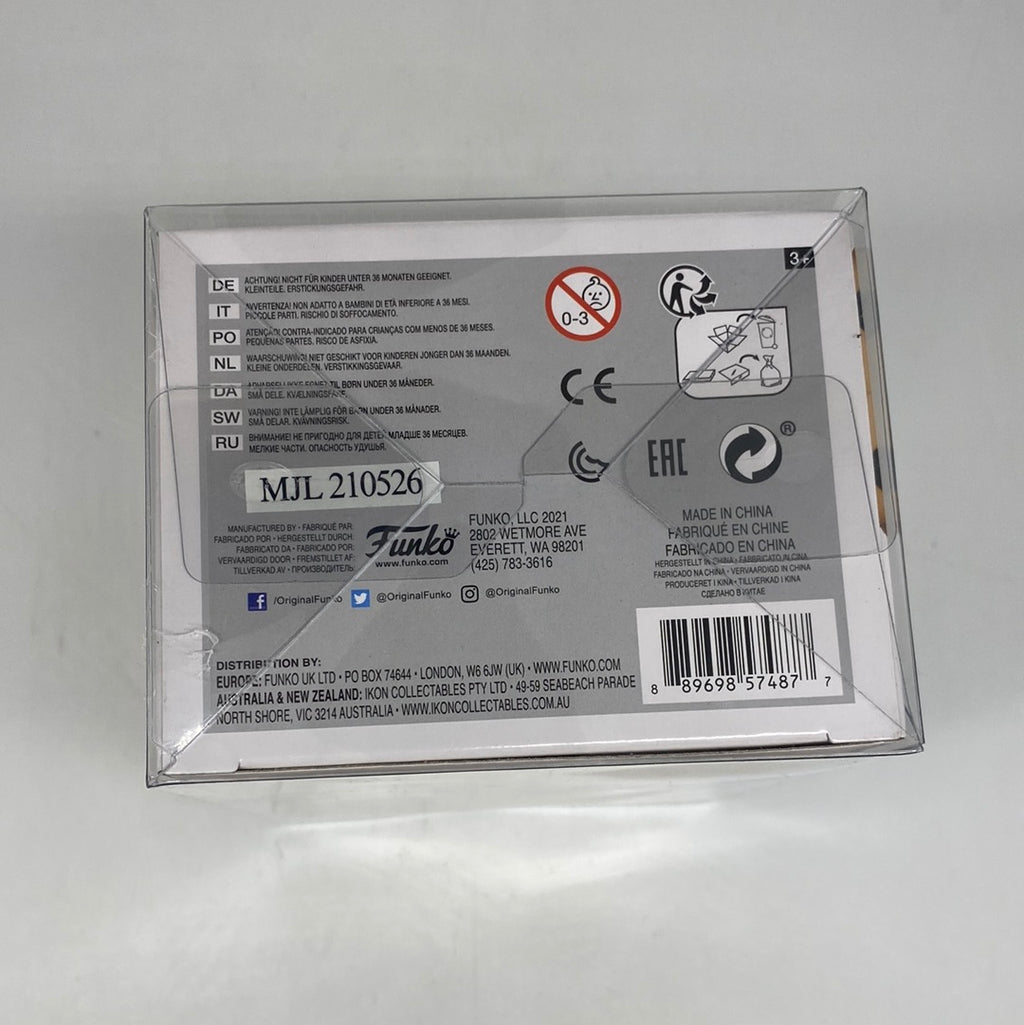 3+
DE ACHTUNG! NICHT FÜR KINDER UNTER 36 MONATEN GEEIGNET.
KLEINTEILE. ERSTICKUNGSGEFAHR.
IT AVVERTENZA! NON ADATTO A BAMBINI DI ETÀ INFERIORE A 36 MESI.
PICCOLE PARTI. RISCHIO DI SOFFOCAMENTO.
PO ATENÇÃO! CONTRA-INDICADO PARA CRIANÇAS COM MENOS DE 36 MESES.
PEQUENAS PARTES. RISCO DE ASFIXIA.
NL WAARSCHUWING! NIET GESCHIKT VOOR KINDEREN JONGER DAN 36 MAANDEN.
KLEINE ONDERDELEN. VERSTIKKINGSGEVAAR.
DA TIL BØRN UNDER 36 MÅNEDER.
SMÅ DELE. KVÆLNINGSFARE.
SW VARNING! INTE LÄMPLIG FÖR BARN UNDER 36 MÅNADER.
SMÅ DELAR. KVÄVNINGSRISK.
RU ВНИМАНИЕ! НЕ ПРИГОДНО ДЛЯ ДЕТЕЙ МЛАДШЕ 36 МЕСЯЦЕВ.
МЕЛКИЕ ЧАСТИ. ОПАСНОСТЬ УДУШЬЯ.
0-3
CE
EAC
®
MJL 210526
MANUFACTURED BY • FABRIQUÉ PAR:
FABRICADO POR • HERGESTELLT DURCH:
FABBRICATO DA • FABRICADO POR:
VERVAARDIGD DOOR • FREMSTILLET AF:
TILLVERKAD AV • ПРОИЗВОДИТЕЛЬ:
Funko
www.funko.com
FUNKO, LLC 2021
2802 WETMORE AVE
EVERETT, WA 98201
(425) 783-3616
MADE IN CHINA
FABRIQUÉ EN CHINE
FABRICADO EN CHINA
HERGESTELLT IN CHINA • FABBRICATO IN CINA
FABRICADO NA CHINA • VERVAARDIGD IN CHINA
PRODUCERET I KINA • TILLVERKAD I KINA
СДЕЛАНО В КИТАЕ
/OriginalFunko @OriginalFunko @OriginalFunko
DISTRIBUTION BY:
EUROPE: FUNKO UK LTD • PO BOX 74644 • LONDON, W6 6JW (UK) • WWW.FUNKO.COM
AUSTRALIA & NEW ZEALAND: IKON COLLECTABLES PTY LTD • 49-59 SEABEACH PARADE
NORTH SHORE, VIC 3214 AUSTRALIA • WWW.IKONCOLLECTABLES.COM.AU
8 89698 57487 7